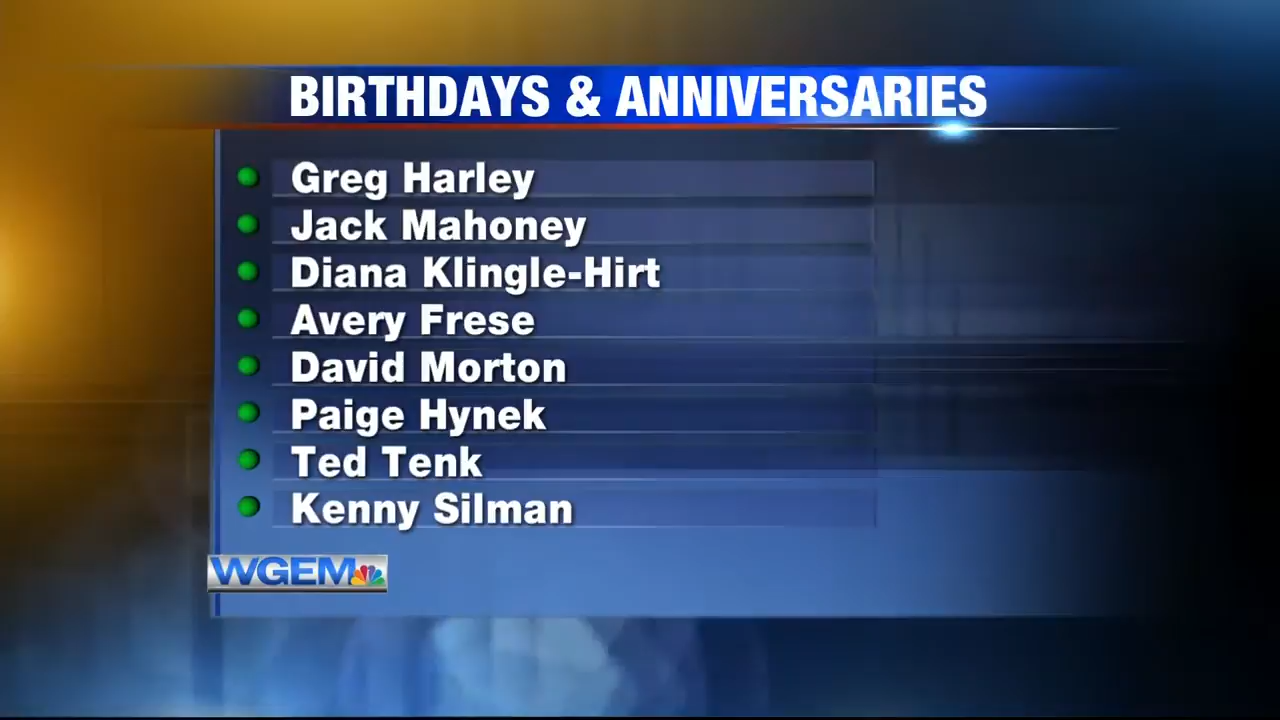 BIRTHDAYS & ANNIVERSARIES
Greg Harley
Jack Mahoney
Diana Klingle-Hirt
Avery Frese
David Morton
Paige Hynek
Ted Tenk
Kenny Silman
WGEM